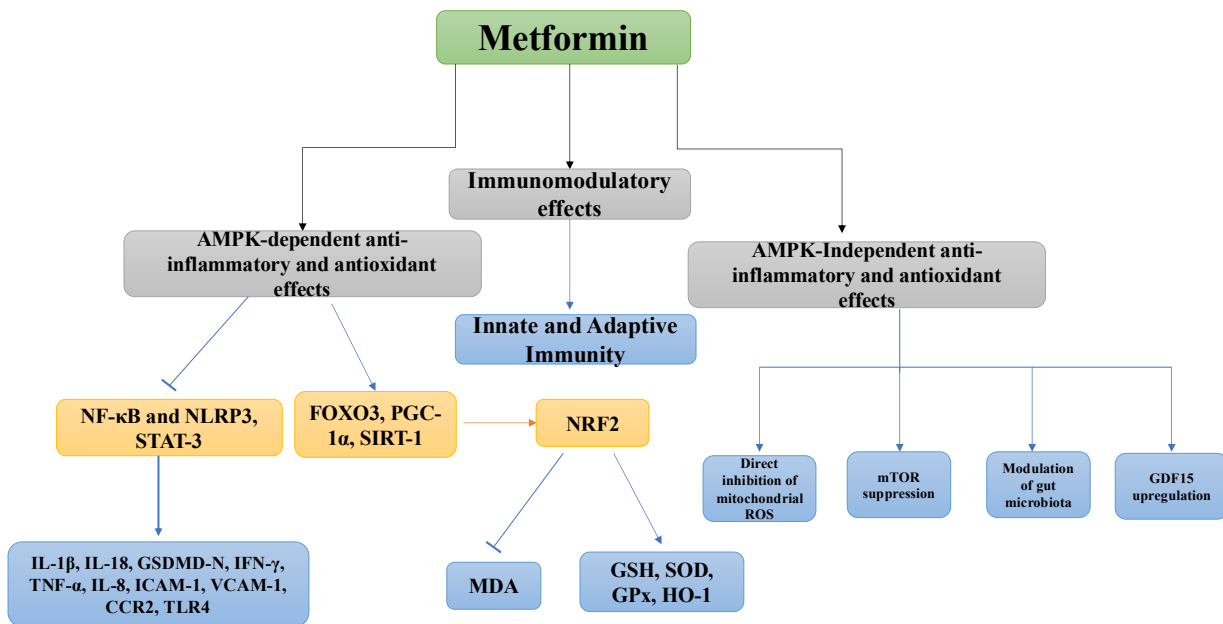 Metformin
Immunomodulatory
effects
AMPK-dependent anti-
inflammatory and antioxidant
effects
AMPK-Independent anti-
inflammatory and antioxidant
effects
Innate and Adaptive
Immunity
NF-κB and NLRP3,
STAT-3
FOXO3, PGC-
1α, SIRT-1
NRF2
Direct
inhibition of
mitochondrial
ROS
mTOR
suppression
Modulation
of gut
microbiota
GDF15
upregulation
IL-1β, IL-18, GSDMD-N, IFN-γ,
TNF-α, IL-8, ICAM-1, VCAM-1,
CCR2, TLR4
MDA
GSH, SOD,
GPx, HO-1